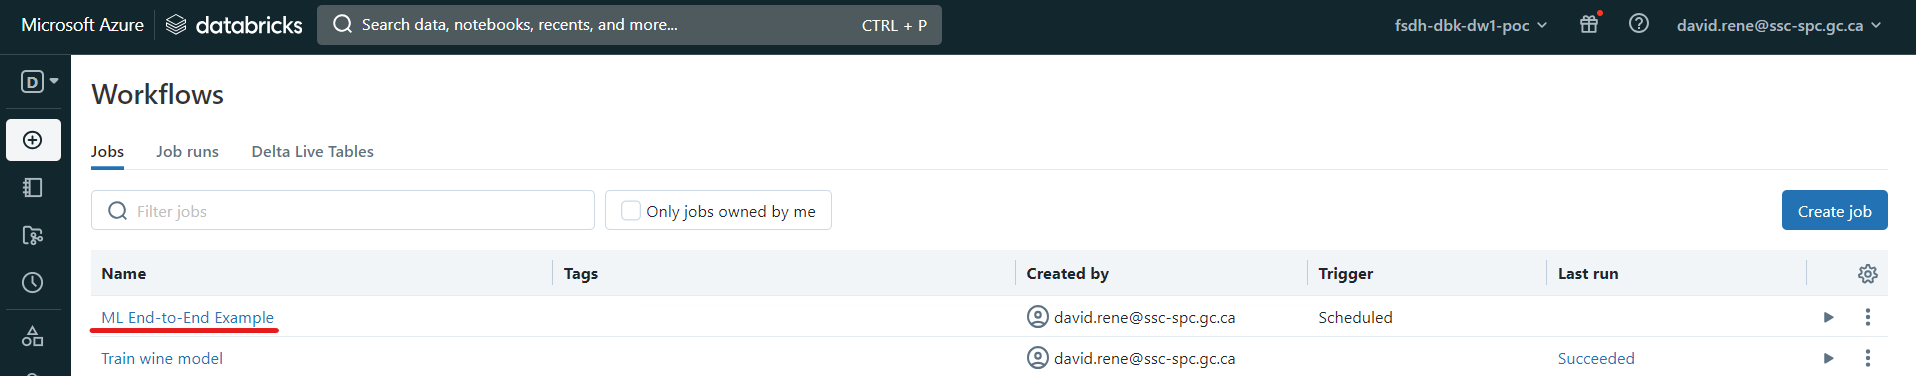 Microsoft Azure databricks Search data, notebooks, recents, and more... CTRL + P fsdh-dbk-dw1-poc david.rene@ssc-spc.gc.ca
D
Workflows
Jobs Job runs Delta Live Tables
Filter jobs Only jobs owned by me Create job
Name Tags Created by Trigger Last run
ML End-to-End Example david.rene@ssc-spc.gc.ca Scheduled
Train wine model david.rene@ssc-spc.gc.ca Succeeded